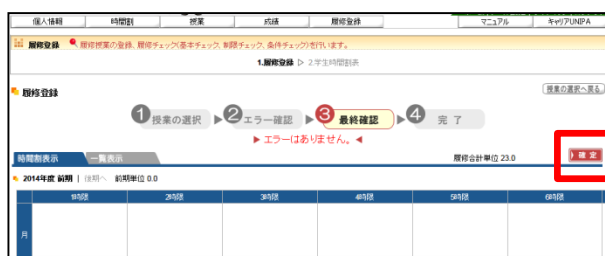 個人情報 時間割 授業 成績 履修登録 マニュアル キャリアUNIPA
履修登録 履修授業の登録、履修チェック(基本チェック、制限チェック、条件チェック)を行います。
1.履修登録 ▷ 2.学生時間割表
履修登録 授業の選択へ戻る
1 授業の選択 ▶ 2 エラー確認 ▶ 3 最終確認 ▶ 4 完了
▶ エラーはありません。◀
時間割表示 一覧表示 履修合計単位 23.0 確定
2014年度 前期 | 後期へ 前期単位 0.0
1時限 2時限 3時限 4時限 5時限 6時限
月